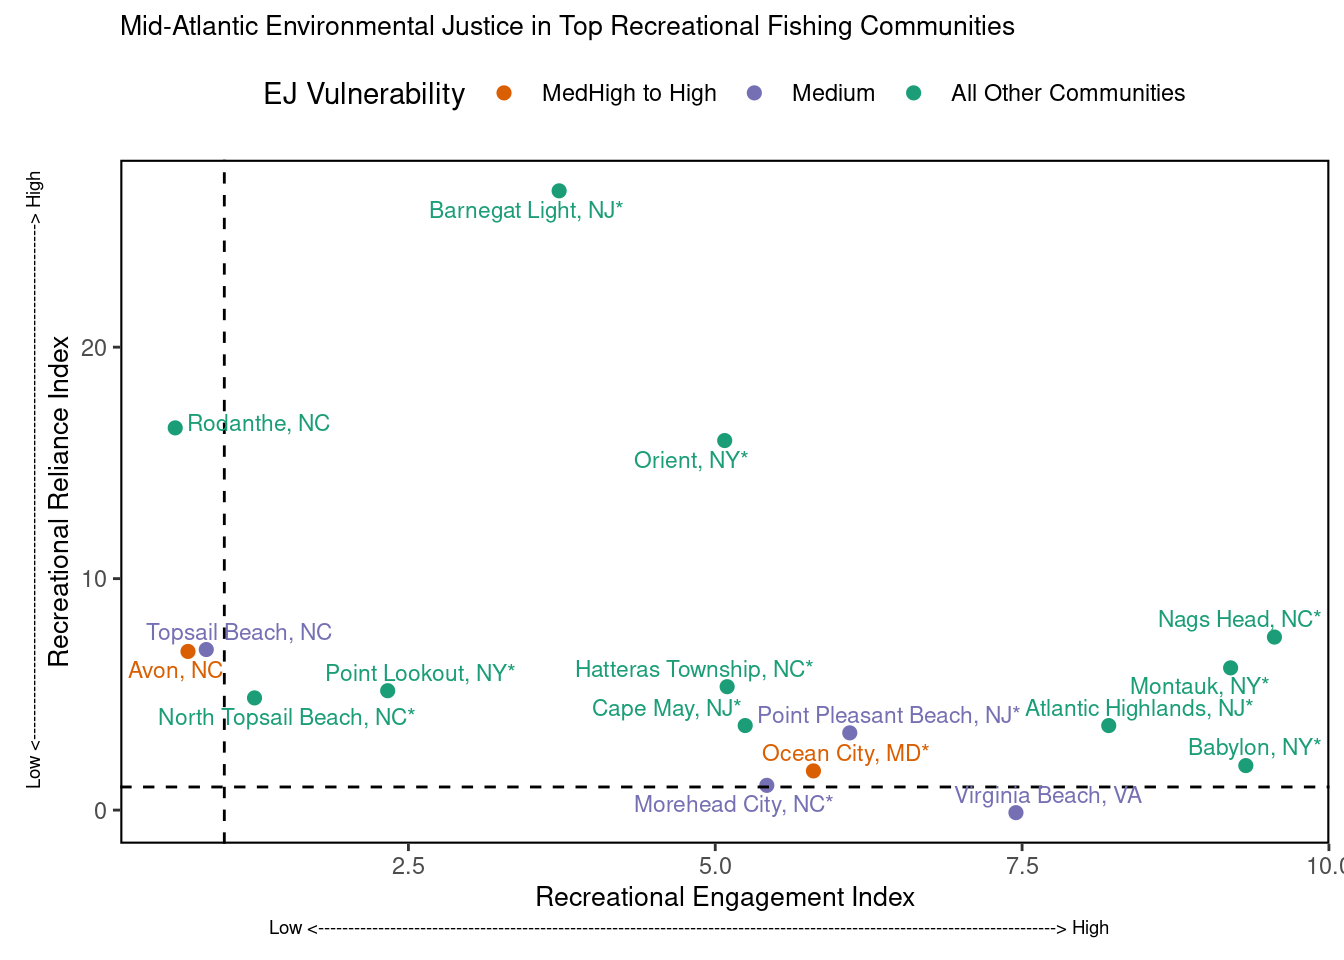 Mid-Atlantic Environmental Justice in Top Recreational Fishing Communities
EJ Vulnerability MedHigh to High Medium All Other Communities
Low <-----------------------------------------------------------------------------------------------------> High
Recreational Reliance Index
20
10
0
Barnegat Light, NJ*
Rodanthe, NC
Orient, NY*
Nags Head, NC*
Topsail Beach, NC
Avon, NC
Point Lookout, NY*
Hatteras Township, NC*
Montauk, NY*
North Topsail Beach, NC*
Cape May, NJ*
Point Pleasant Beach, NJ*
Atlantic Highlands, NJ*
Ocean City, MD*
Babylon, NY*
Morehead City, NC*
Virginia Beach, VA
2.5 5.0 7.5 10.0
Recreational Engagement Index
Low <-----------------------------------------------------------------------------------------------------------------------------> High